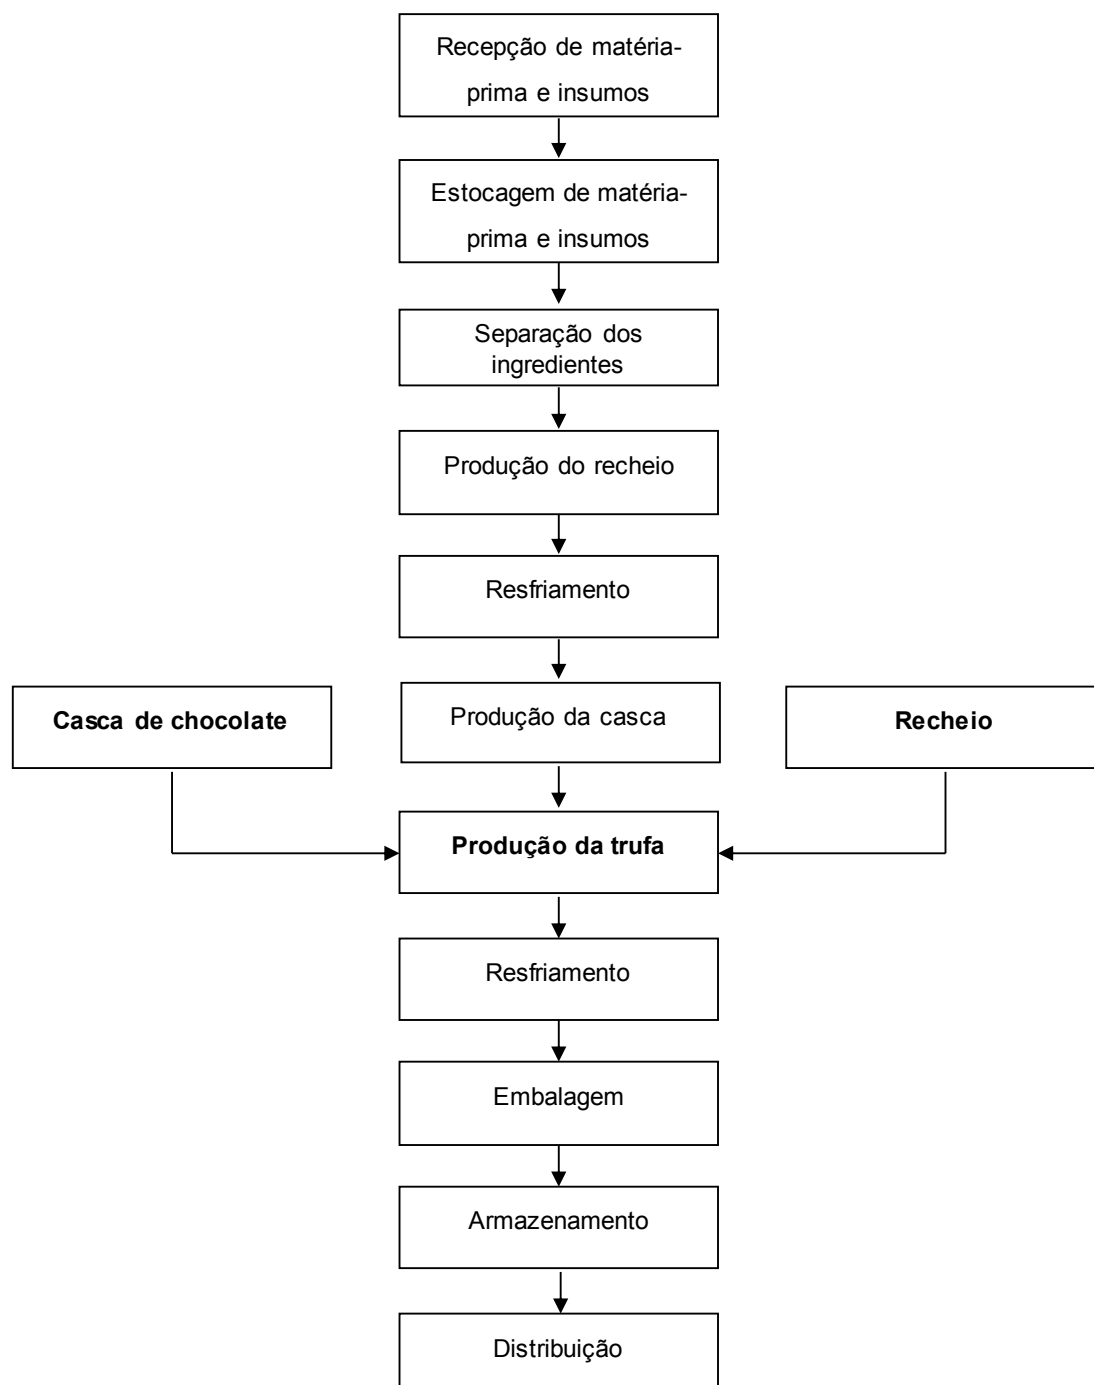 Recepção de matéria-
prima e insumos
Estocagem de matéria-
prima e insumos
Separação dos
ingredientes
Produção do recheio
Resfriamento
Casca de chocolate
Produção da casca
Recheio
Produção da trufa
Resfriamento
Embalagem
Armazenamento
Distribuição